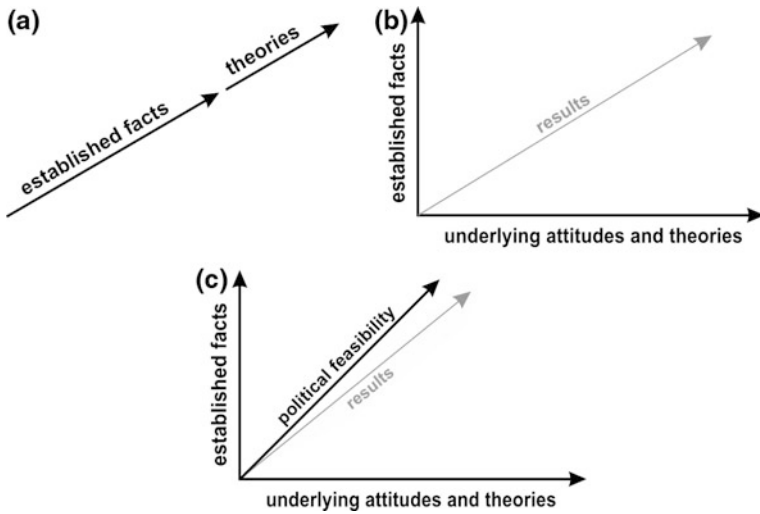 (a)
established facts
theories
(b)
established facts
results
underlying attitudes and theories
(c)
established facts
political feasibility
results
underlying attitudes and theories